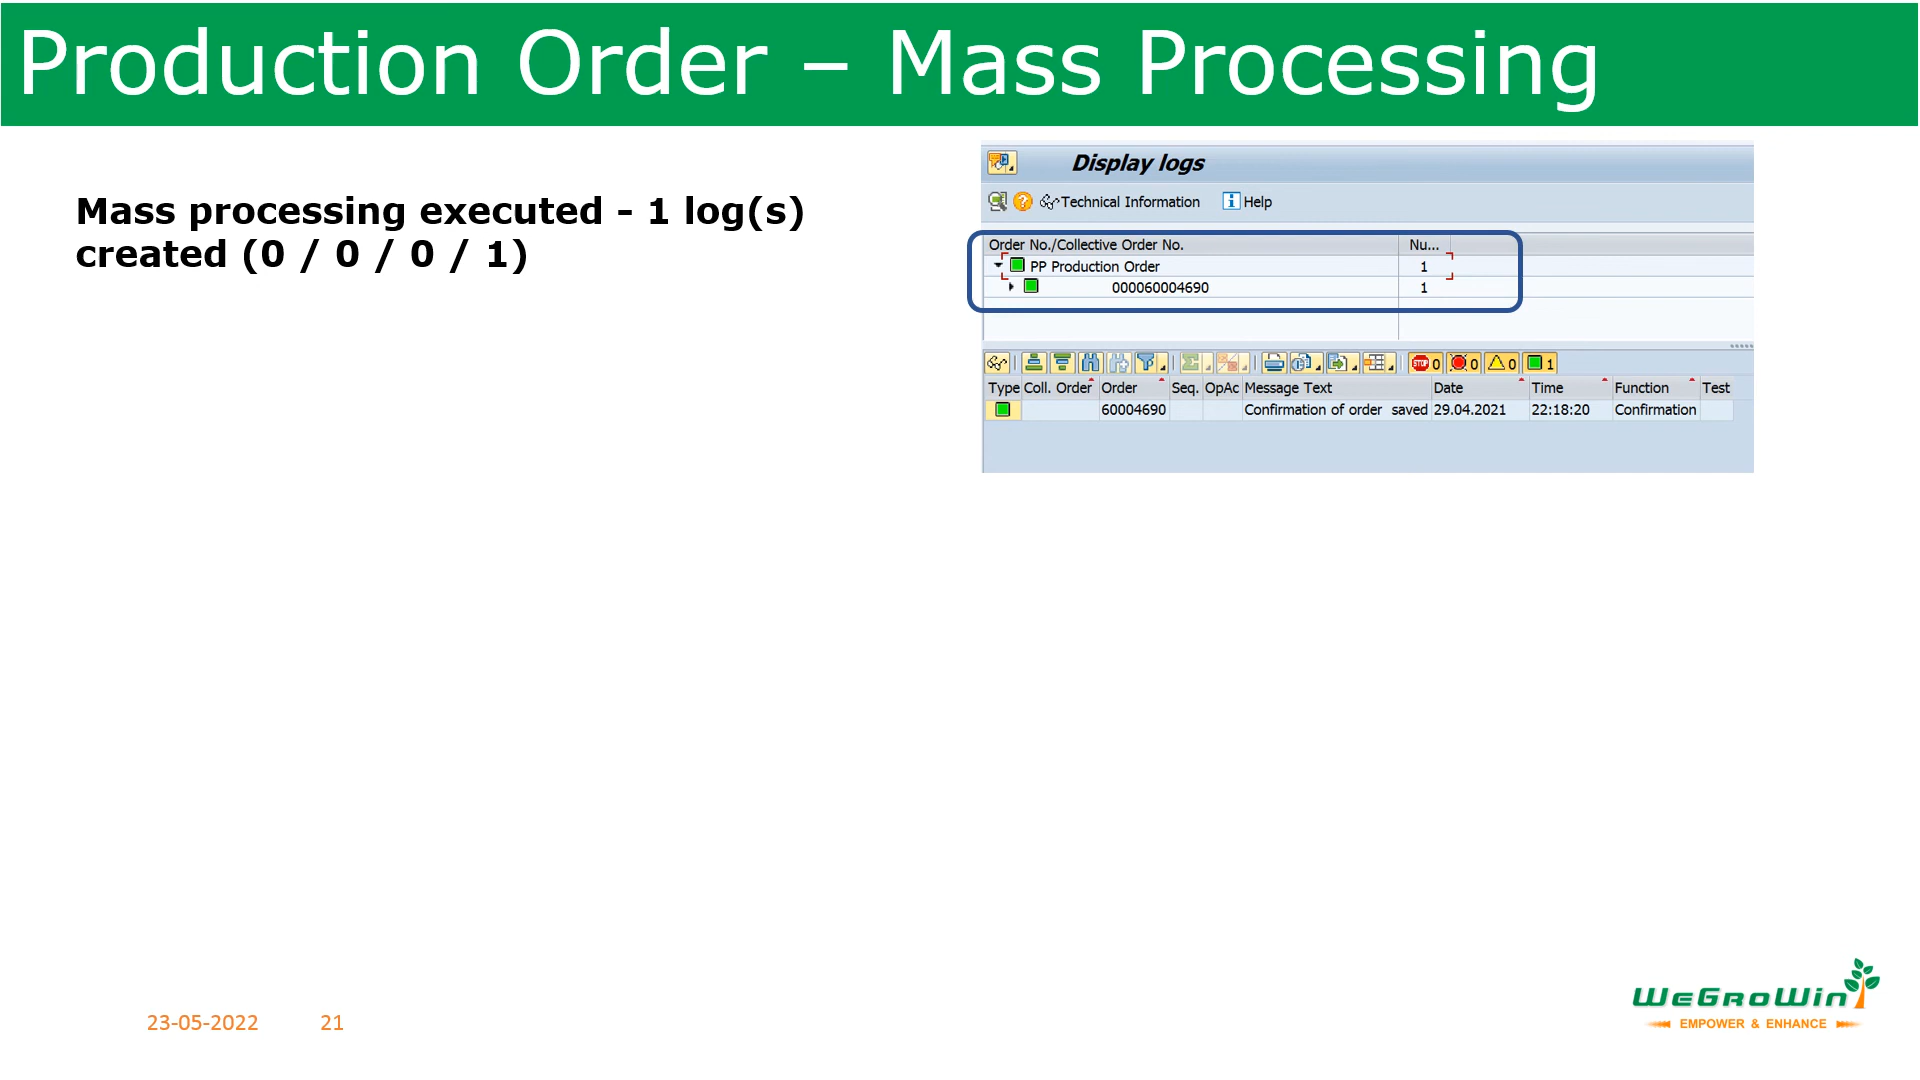 Production Order – Mass Processing
Mass processing executed - 1 log(s)
created (0 / 0 / 0 / 1)
Display logs
Technical Information Help
Order No./Collective Order No. Nu...
PP Production Order 1
000060004690 1
STOP 0 0 0 1
Type Coll. Order Order Seq. OpAc Message Text Date Time Function Test
60004690 Confirmation of order saved 29.04.2021 22:18:20 Confirmation
WeGroWin
EMPOWER & ENHANCE
23-05-2022 21